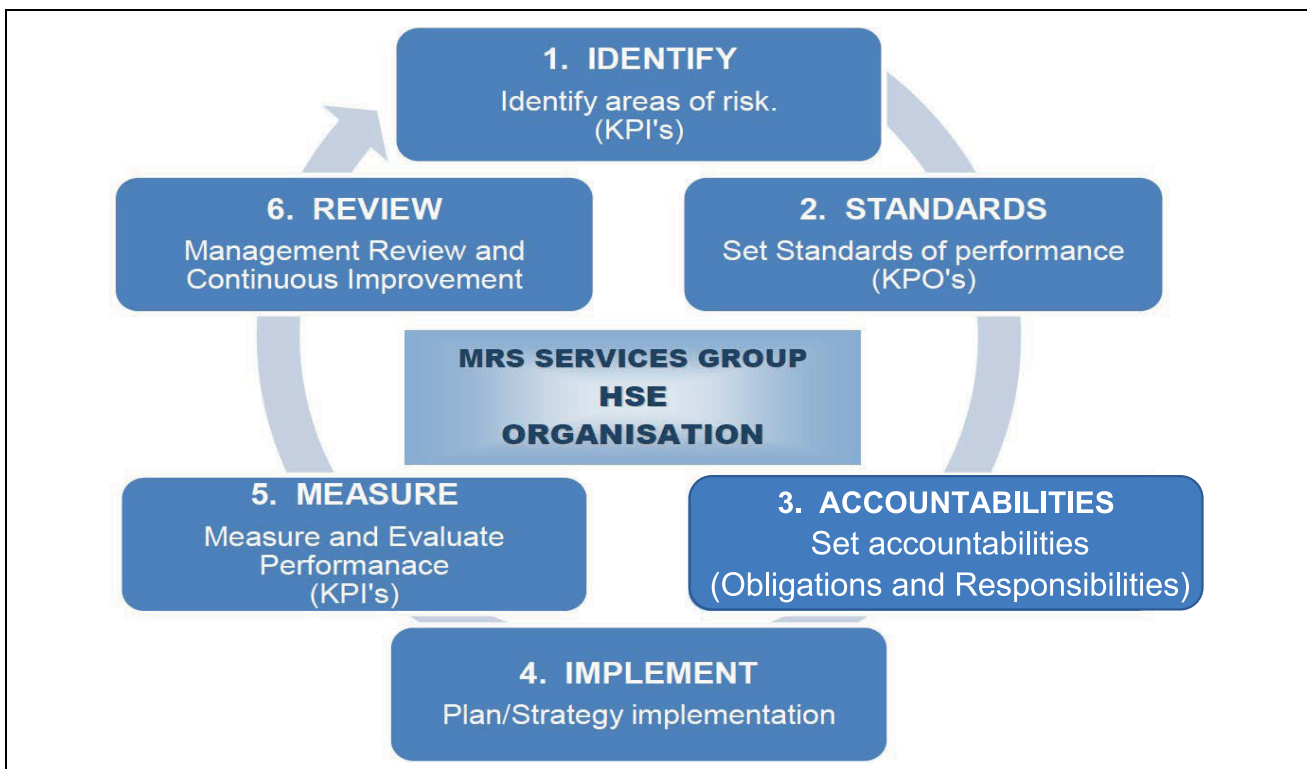 1. IDENTIFY
Identify areas of risk.
(KPI's)
2. STANDARDS
Set Standards of performance
(KPO's)
3. ACCOUNTABILITIES
Set accountabilities
(Obligations and Responsibilities)
4. IMPLEMENT
Plan/Strategy implementation
5. MEASURE
Measure and Evaluate
Performanace
(KPI's)
6. REVIEW
Management Review and
Continuous Improvement
MRS SERVICES GROUP
HSE
ORGANISATION